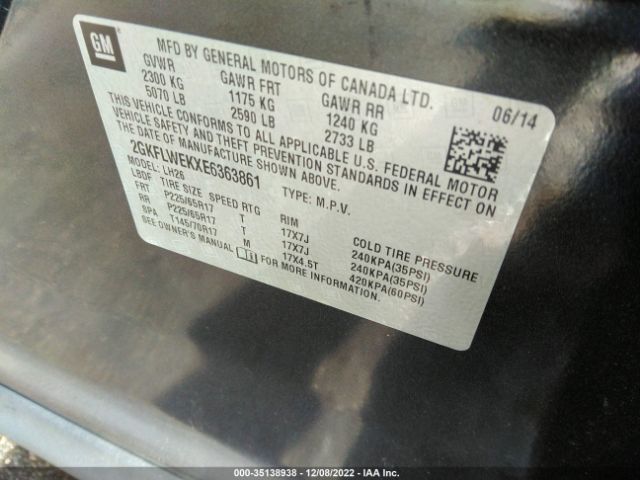 GM
MFD BY GENERAL MOTORS OF CANADA LTD.
GVWR GAWR FRT GAWR RR 06/14
2300 KG 1175 KG 1240 KG
5070 LB 2590 LB 2733 LB
THIS VEHICLE CONFORMS TO ALL APPLICABLE U.S. FEDERAL MOTOR
VEHICLE SAFETY AND THEFT PREVENTION STANDARDS IN EFFECT ON
THE DATE OF MANUFACTURE SHOWN ABOVE.
2GKFLWEKXE6363861 TYPE: M.P.V.
MODEL: LH26
LBDF TIRE SIZE SPEED RTG RIM COLD TIRE PRESSURE
FRT P225/65R17 T 17X7J 240KPA(35PSI)
RR P225/65R17 T 17X7J 240KPA(35PSI)
SPA T145/70R17 M 17X4.5T 420KPA(60PSI)
SEE OWNER'S MANUAL FOR MORE INFORMATION.
000-35138938 - 12/08/2022 - IAA Inc.